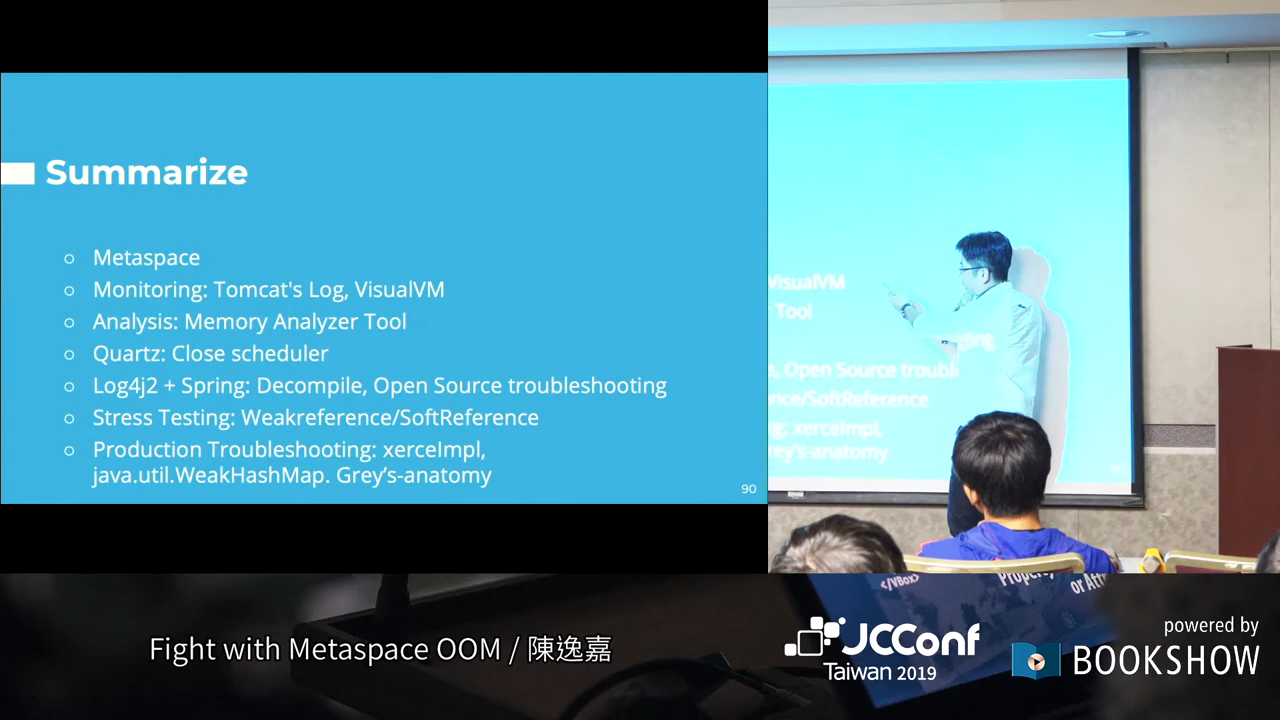 Summarize
Metaspace
Monitoring: Tomcat's Log, VisualVM
Analysis: Memory Analyzer Tool
Quartz: Close scheduler
Log4j2 + Spring: Decompile, Open Source troubleshooting
Stress Testing: Weakreference/SoftReference
Production Troubleshooting: xerceImpl,
java.util.WeakHashMap. Grey’s-anatomy
90
VisualVM
Tool
, Open Source troubl
nce/SoftReference
g: xerceImpl,
rey's-anatomy
</VBox>
Fight with Metaspace OOM / 陳逸嘉
JCConf
Taiwan 2019
powered by
BOOKSHOW